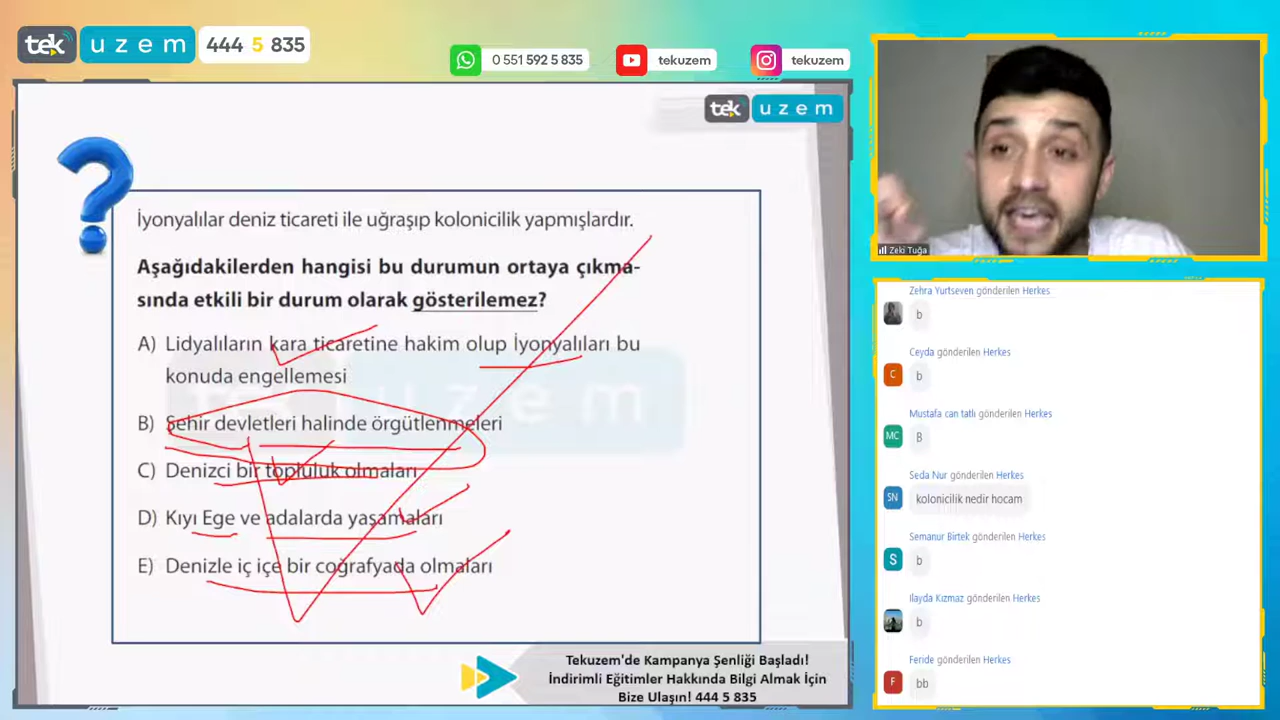 tek
uzem
444 5 835
0 551 592 5 835
tekuzem
tekuzem
tek
uzem
İyonyalılar deniz ticareti ile uğraşıp kolonicilik yapmışlardır.
Aşağıdakilerden hangisi bu durumun ortaya çıkma-
sında etkili bir durum olarak gösterilemez?
A) Lidyalıların kara ticaretine hakim olup İyonyalıları bu
konuda engellemesi
B) Şehir devletleri halinde örgütlenmeleri
C) Denizci bir topluluk olmaları
D) Kıyı Ege ve adalarda yaşamaları
E) Denizle iç içe bir coğrafyada olmaları
tek uzem
Tekuzem'de Kampanya Şenliği Başladı!
İndirimli Eğitimler Hakkında Bilgi Almak İçin
Bize Ulaşın! 444 5 835
Zeki Tuğa
Zehra Yurtseven gönderilen Herkes
b
Ceyda gönderilen Herkes
C
b
Mustafa can tatlı gönderilen Herkes
MC
B
Seda Nur gönderilen Herkes
SN
kolonicilik nedir hocam
Semanur Birtek gönderilen Herkes
S
b
Ilayda Kızmaz gönderilen Herkes
b
Feride gönderilen Herkes
F
bb